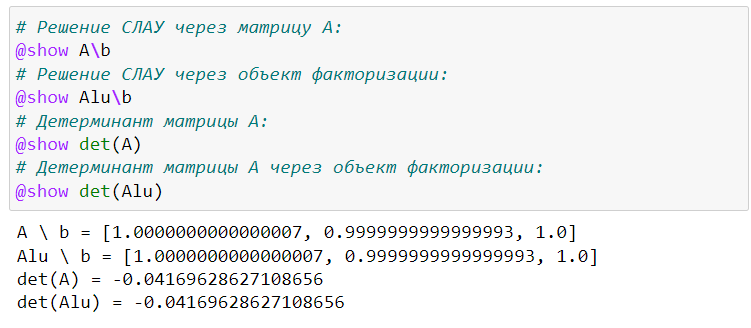 # Решение СЛАУ через матрицу A:
@show A\b
# Решение СЛАУ через объект факторизации:
@show Alu\b
# Детерминант матрицы A:
@show det(A)
# Детерминант матрицы A через объект факторизации:
@show det(Alu)
A \ b = [1.0000000000000007, 0.9999999999999993, 1.0]
Alu \ b = [1.0000000000000007, 0.9999999999999993, 1.0]
det(A) = -0.04169628627108656
det(Alu) = -0.04169628627108656